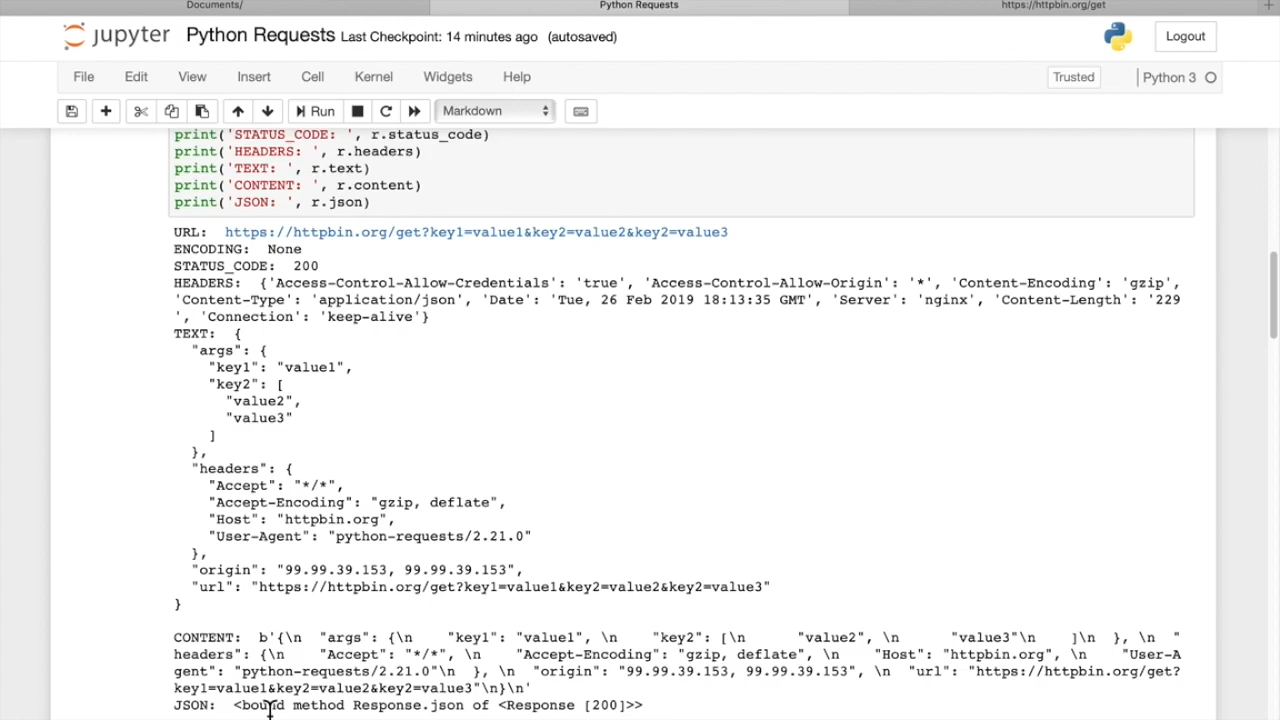 Documents/ Python Requests https://httpbin.org/get +
jupyter Python Requests Last Checkpoint: 14 minutes ago (autosaved) Logout
File Edit View Insert Cell Kernel Widgets Help Trusted Python 3
Run Markdown
print('STATUS_CODE: ', r.status_code)
print('HEADERS: ', r.headers)
print('TEXT: ', r.text)
print('CONTENT: ', r.content)
print('JSON: ', r.json)
URL:  https://httpbin.org/get?key1=value1&key2=value2&key2=value3
ENCODING:  None
STATUS_CODE:  200
HEADERS:  {'Access-Control-Allow-Credentials': 'true', 'Access-Control-Allow-Origin': '*', 'Content-Encoding': 'gzip',
'Content-Type': 'application/json', 'Date': 'Tue, 26 Feb 2019 18:13:35 GMT', 'Server': 'nginx', 'Content-Length': '229
', 'Connection': 'keep-alive'}
TEXT:  {
  "args": {
    "key1": "value1",
    "key2": [
      "value2",
      "value3"
    ]
  },
  "headers": {
    "Accept": "*/*",
    "Accept-Encoding": "gzip, deflate",
    "Host": "httpbin.org",
    "User-Agent": "python-requests/2.21.0"
  },
  "origin": "99.99.39.153, 99.99.39.153",
  "url": "https://httpbin.org/get?key1=value1&key2=value2&key2=value3"
}
CONTENT:  b'{\n  "args": {\n    "key1": "value1", \n    "key2": [\n      "value2", \n      "value3"\n    ]\n  }, \n  "
headers": {\n    "Accept": "*/*", \n    "Accept-Encoding": "gzip, deflate", \n    "Host": "httpbin.org", \n    "User-A
gent": "python-requests/2.21.0"\n  }, \n  "origin": "99.99.39.153, 99.99.39.153", \n  "url": "https://httpbin.org/get?
key1=value1&key2=value2&key2=value3"\n}\n'
JSON:  <bound method Response.json of <Response [200]>>